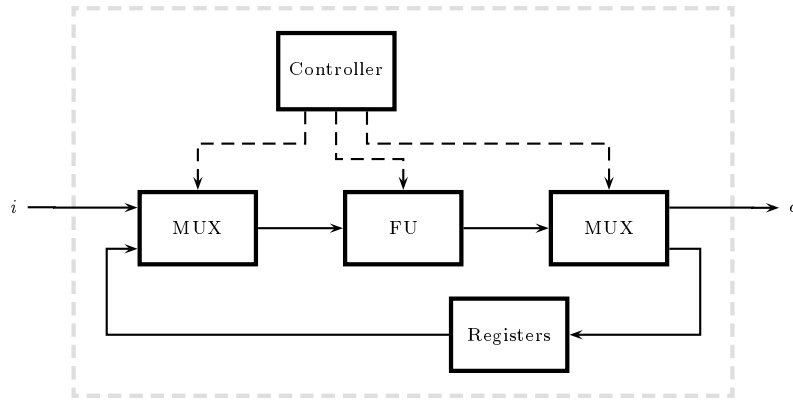 Controller
i
MUX
FU
MUX
Registers